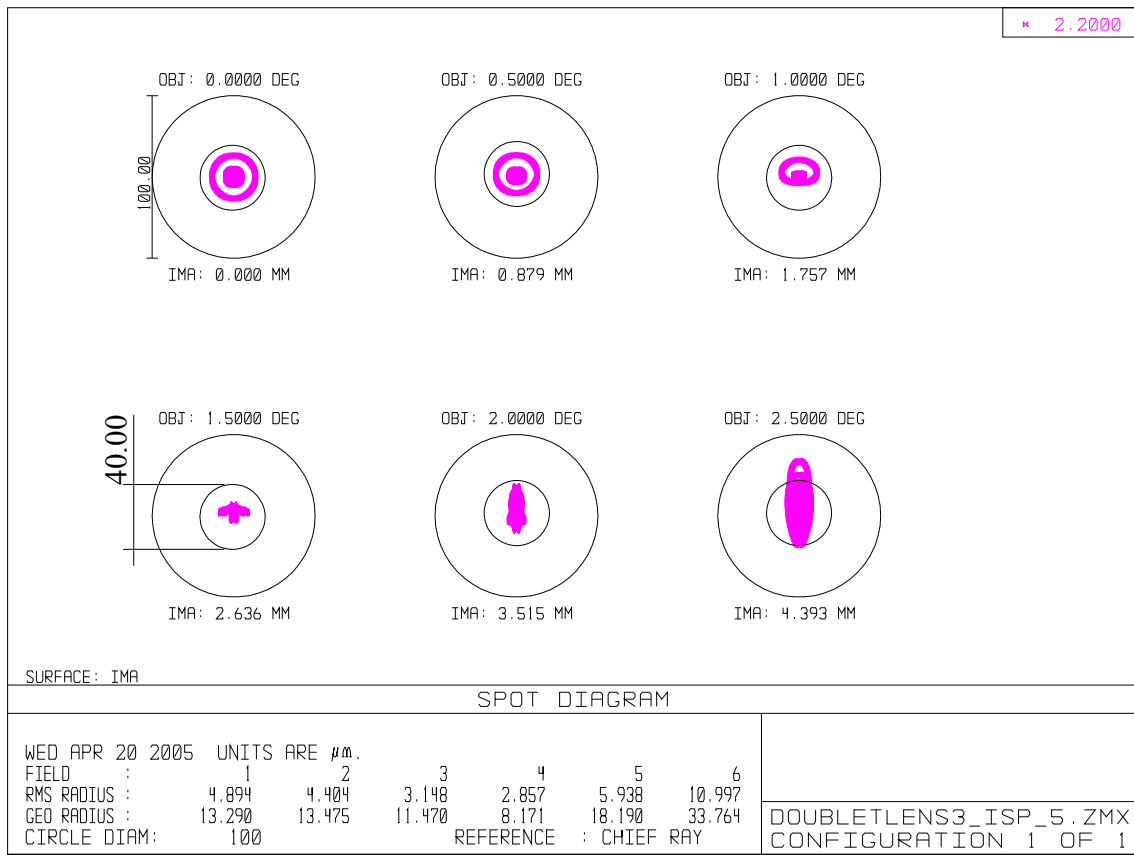 × 2.2000
OBJ: 0.0000 DEG OBJ: 0.5000 DEG OBJ: 1.0000 DEG
100.00
IMA: 0.000 MM IMA: 0.879 MM IMA: 1.757 MM
OBJ: 1.5000 DEG OBJ: 2.0000 DEG OBJ: 2.5000 DEG
40.00
IMA: 2.636 MM IMA: 3.515 MM IMA: 4.393 MM
SURFACE: IMA
SPOT DIAGRAM
WED APR 20 2005 UNITS ARE µm.
FIELD : 1 2 3 4 5 6
RMS RADIUS : 4.894 4.404 3.148 2.857 5.938 10.997
GEO RADIUS : 13.290 13.475 11.470 8.171 18.190 33.764
CIRCLE DIAM: 100 REFERENCE : CHIEF RAY
DOUBLETLENS3_ISP_5.ZMX
CONFIGURATION 1 OF 1